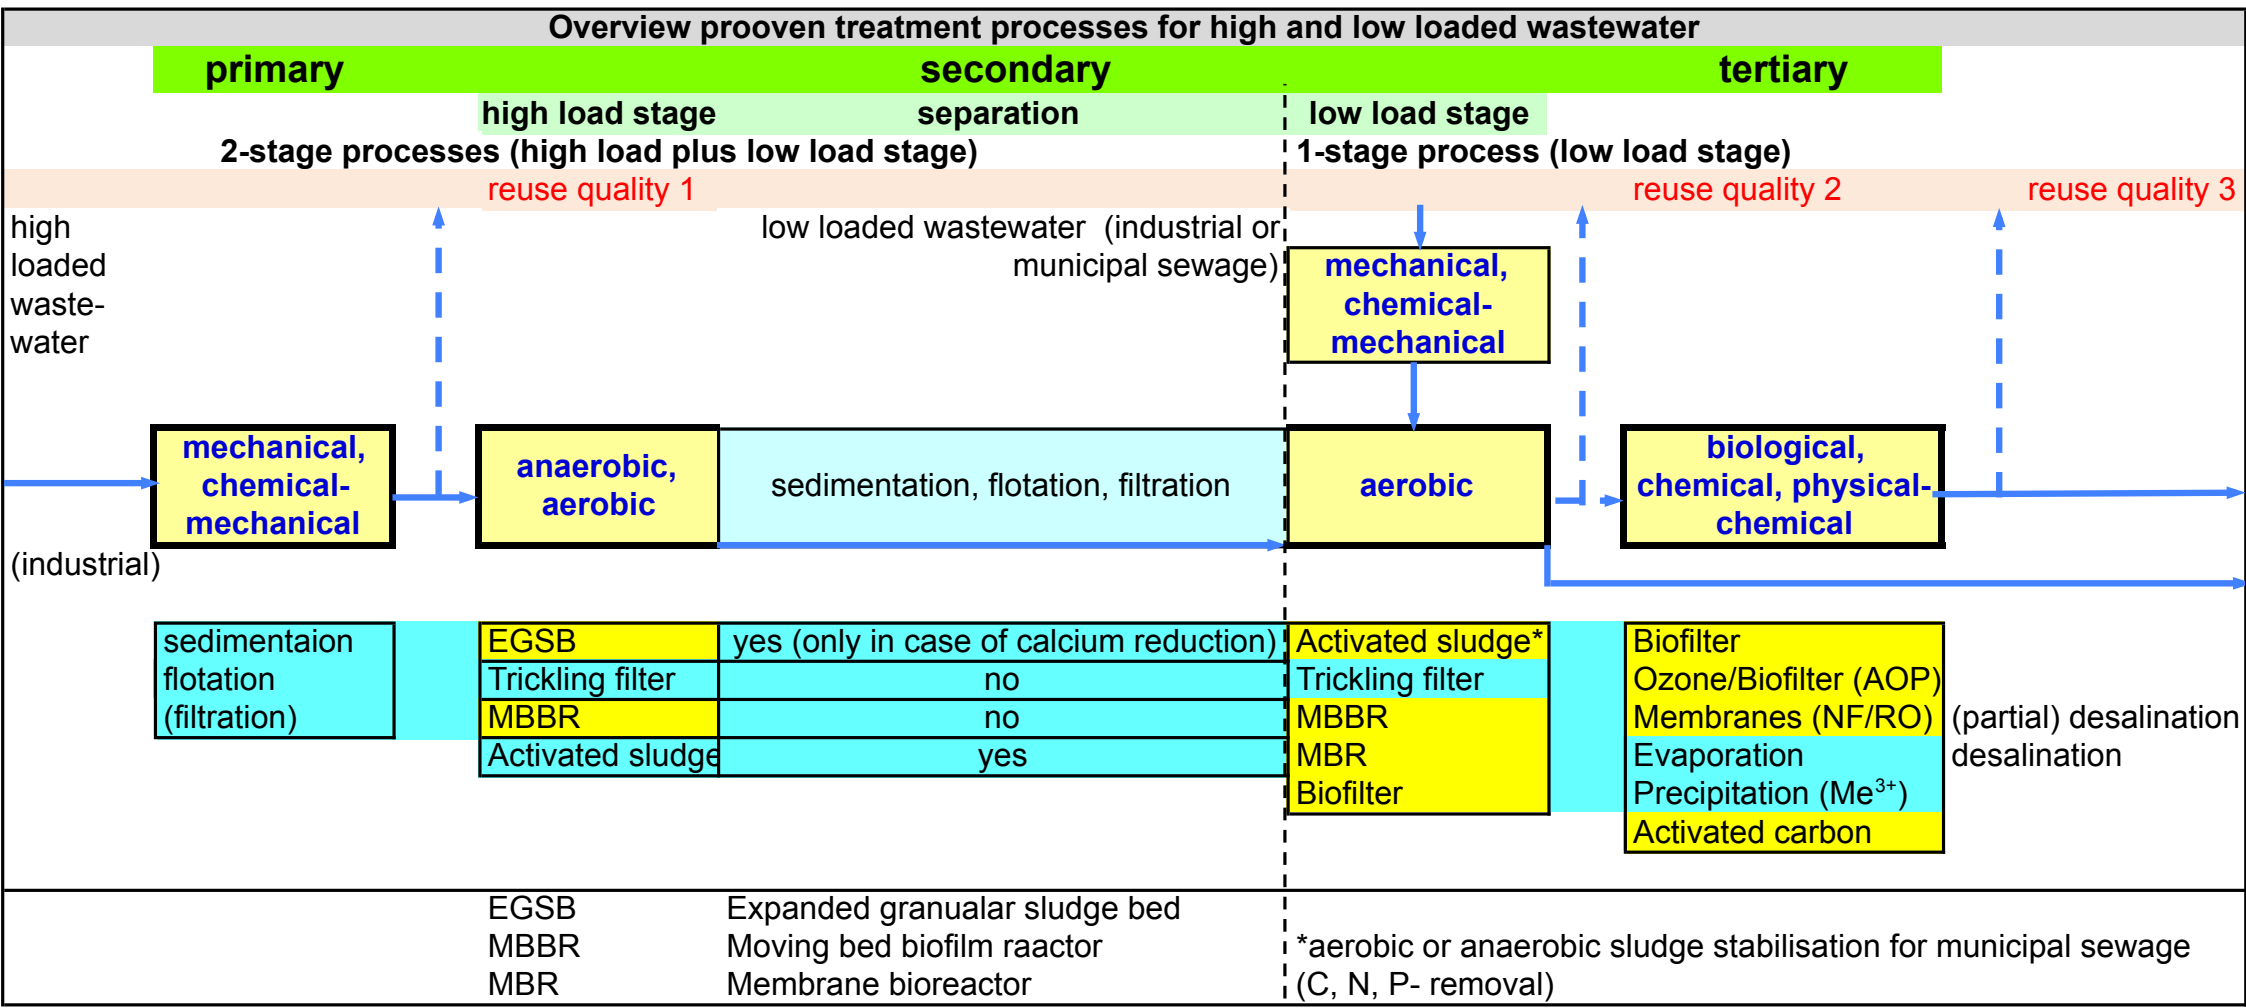 Overview prooven treatment processes for high and low loaded wastewater
primary secondary tertiary
high load stage separation low load stage
2-stage processes (high load plus low load stage) 1-stage process (low load stage)
reuse quality 1 reuse quality 2 reuse quality 3
high
loaded
waste-
water
(industrial)
low loaded wastewater (industrial or
municipal sewage)
mechanical,
chemical-
mechanical
mechanical,
chemical-
mechanical
anaerobic,
aerobic
sedimentation, flotation, filtration
aerobic
biological,
chemical, physical-
chemical
sedimentaion
flotation
(filtration)
EGSB yes (only in case of calcium reduction)
Trickling filter no
MBBR no
Activated sludge yes
Activated sludge*
Trickling filter
MBBR
MBR
Biofilter
Biofilter
Ozone/Biofilter (AOP)
Membranes (NF/RO) (partial) desalination
Evaporation desalination
Precipitation (Me³⁺)
Activated carbon
EGSB Expanded granualar sludge bed
MBBR Moving bed biofilm raactor
MBR Membrane bioreactor
*aerobic or anaerobic sludge stabilisation for municipal sewage
(C, N, P- removal)